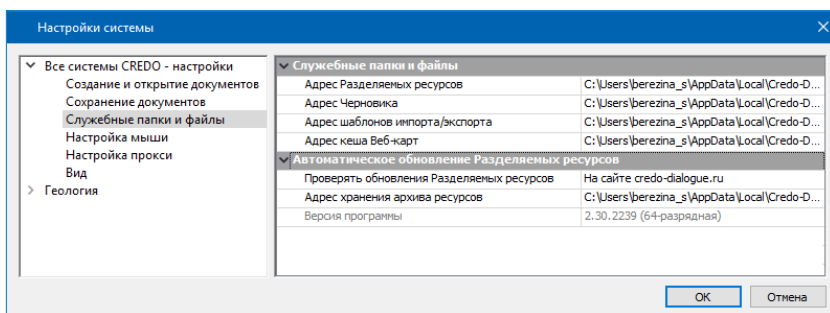 Настройки системы
Все системы CREDO - настройки
Создание и открытие документов
Сохранение документов
Служебные папки и файлы
Настройка мыши
Настройка прокси
Вид
Геология
Служебные папки и файлы
Адрес Разделяемых ресурсов C:\Users\berezina_s\AppData\Local\Credo-D...
Адрес Черновика C:\Users\berezina_s\AppData\Local\Credo-D...
Адрес шаблонов импорта/экспорта C:\Users\berezina_s\AppData\Local\Credo-D...
Адрес кеша Веб-карт C:\Users\berezina_s\AppData\Local\Credo-D...
Автоматическое обновление Разделяемых ресурсов
Проверять обновления Разделяемых ресурсов На сайте credo-dialogue.ru
Адрес хранения архива ресурсов C:\Users\berezina_s\AppData\Local\Credo-D...
Версия программы 2.30.2239 (64-разрядная)
ОК Отмена